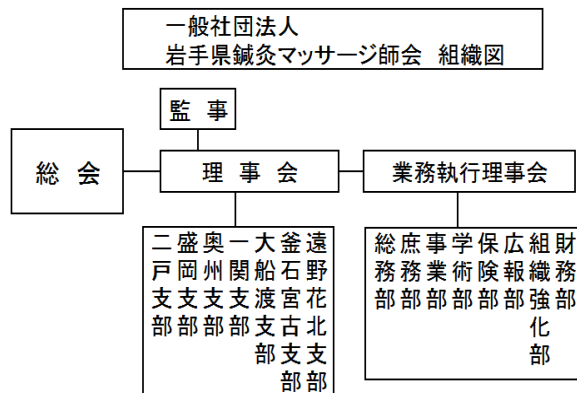 一般社団法人
岩手県鍼灸マッサージ師会 組織図
監 事
総 会
理 事 会
業務執行理事会
二戸支部
盛岡支部
奥州支部
一関支部
大船渡支部
釜石宮古支部
遠野花北支部
総務部
庶務部
事業部
学術部
保険部
広報部
組織強化部
財務部